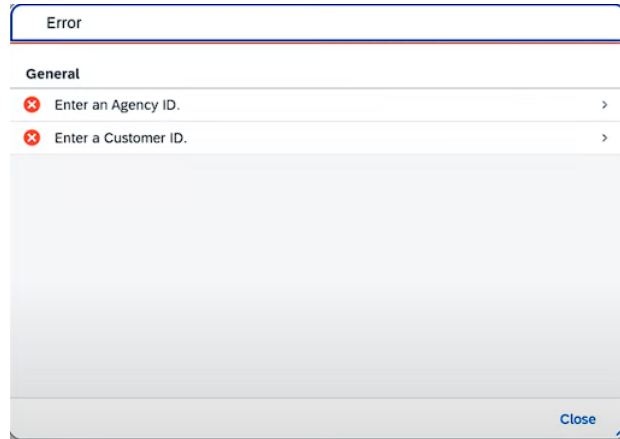 Error
General
Enter an Agency ID.
Enter a Customer ID.
Close